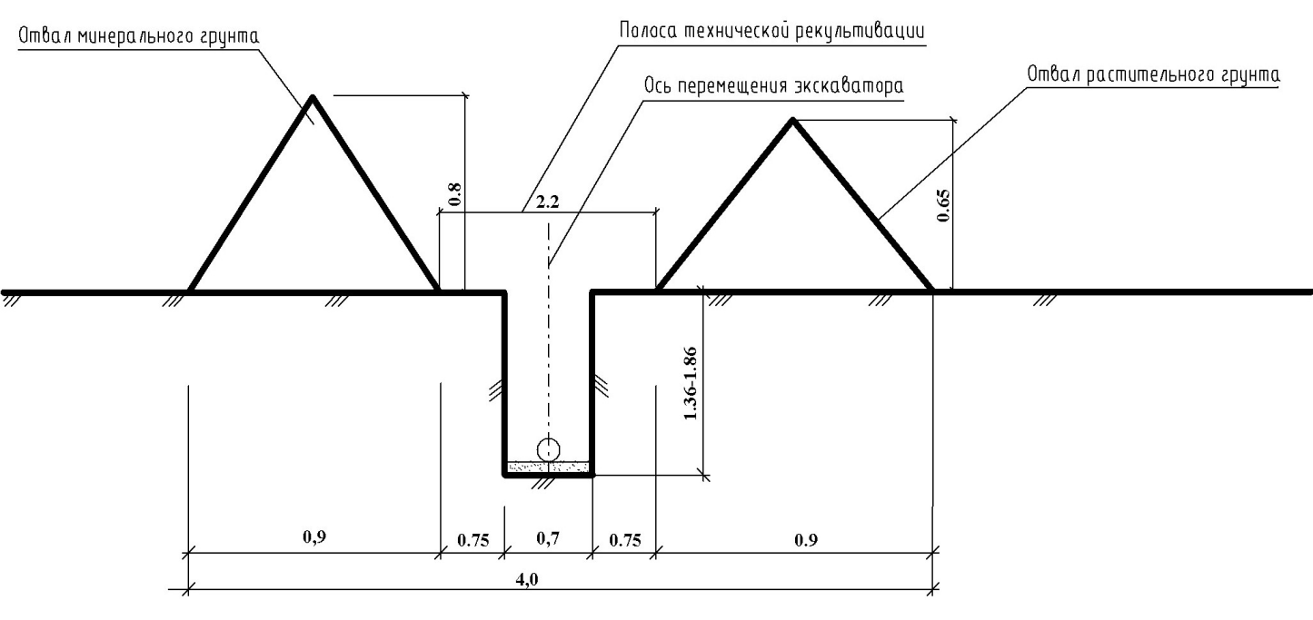 Полоса технической рекультивации
Отвал минерального грунта
Ось перемещения экскаватора
Отвал растительного грунта
0.8
2.2
0.65
1.36-1.86
0,9
0.75
0,7
0.75
0.9
4,0